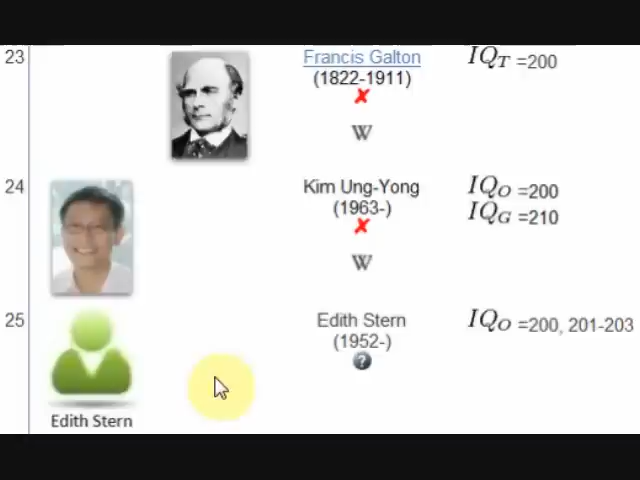 23
Francis Galton
(1822-1911)
✗
W
IQT =200
24
Kim Ung-Yong
(1963-)
✗
W
IQO =200
IQG =210
25
Edith Stern
(1952-)
?
IQO =200, 201-203
Edith Stern